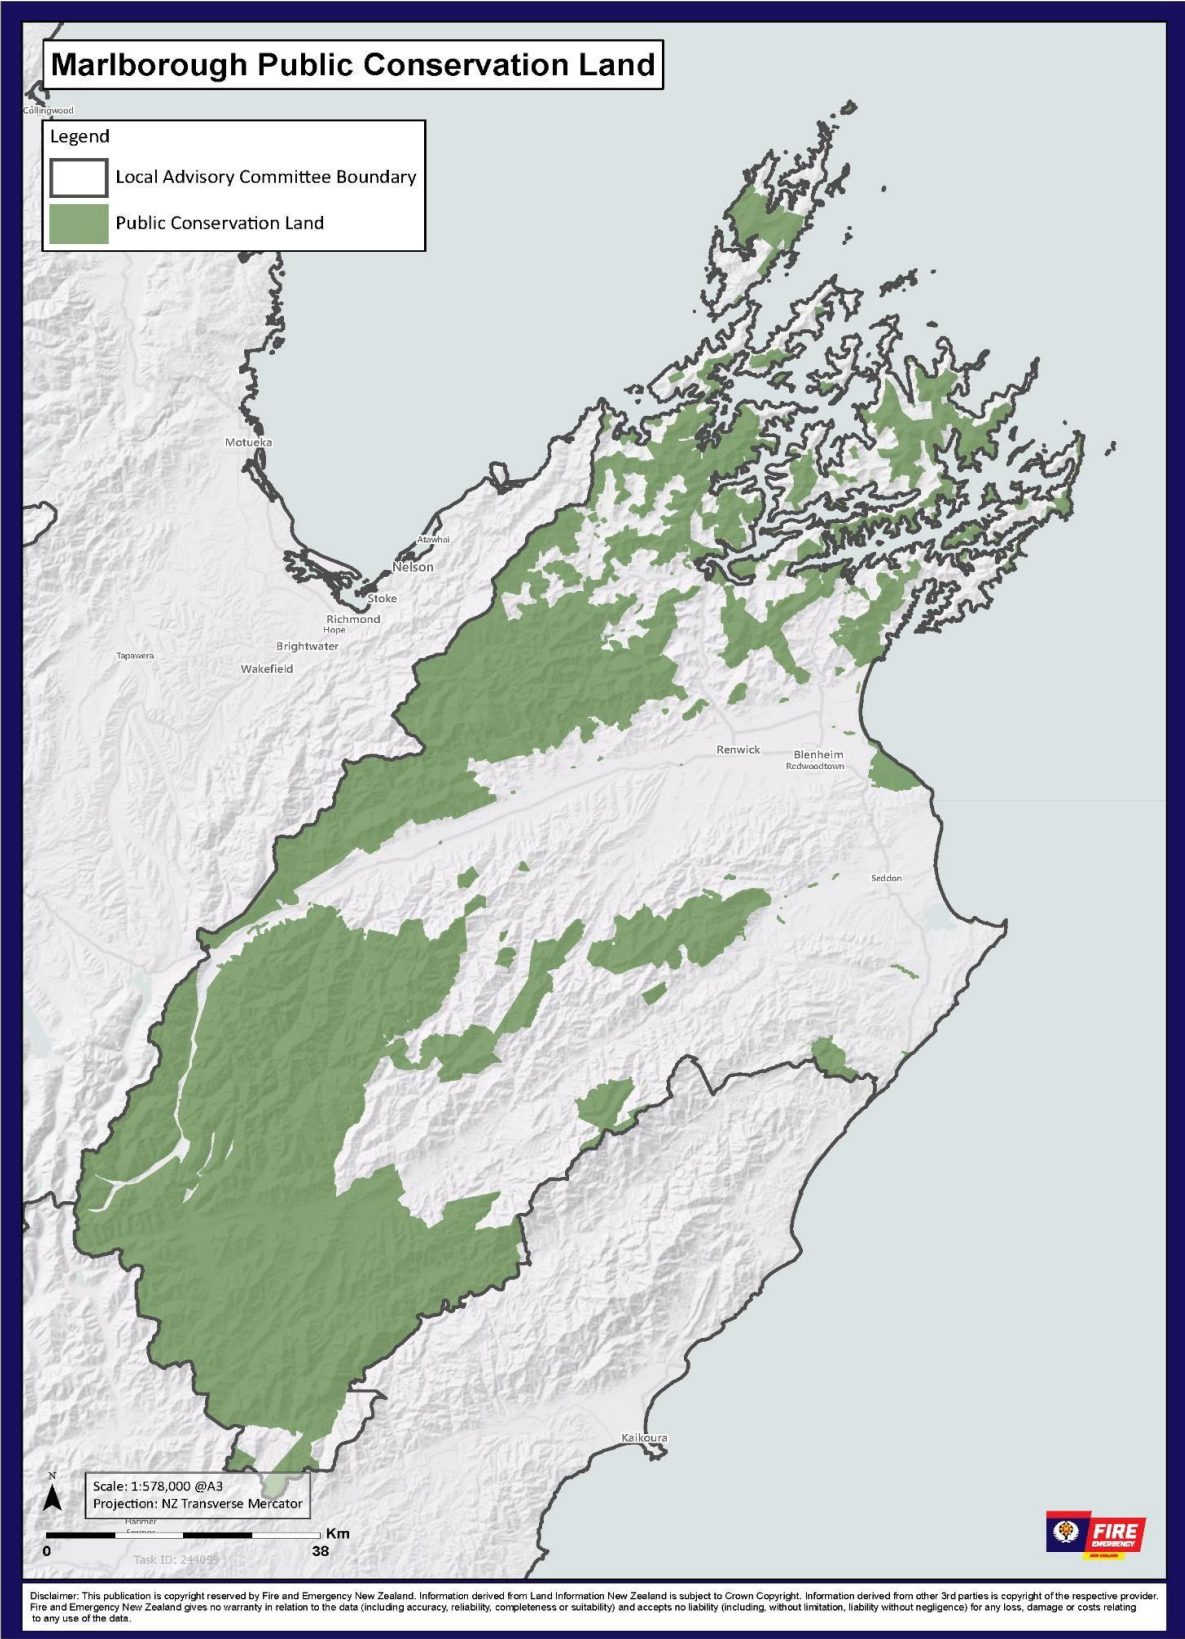 Marlborough Public Conservation Land
Collingwood
Legend
Local Advisory Committee Boundary
Public Conservation Land
Motueka
Atawhai
Nelson
Stoke
Richmond
Hope
Brightwater
Tapawera
Wakefield
Renwick
Blenheim
Redwoodtown
Seddon
Kaikoura
N
Scale: 1:578,000 @A3
Projection: NZ Transverse Mercator
Hanmer
Springs
Km
0 38
Task ID: 244099
FIRE
EMERGENCY
NEW ZEALAND
Disclaimer: This publication is copyright reserved by Fire and Emergency New Zealand. Information derived from Land Information New Zealand is subject to Crown Copyright. Information derived from other 3rd parties is copyright of the respective provider.
Fire and Emergency New Zealand gives no warranty in relation to the data (including accuracy, reliability, completeness or suitability) and accepts no liability (including, without limitation, liability without negligence) for any loss, damage or costs relating
to any use of the data.